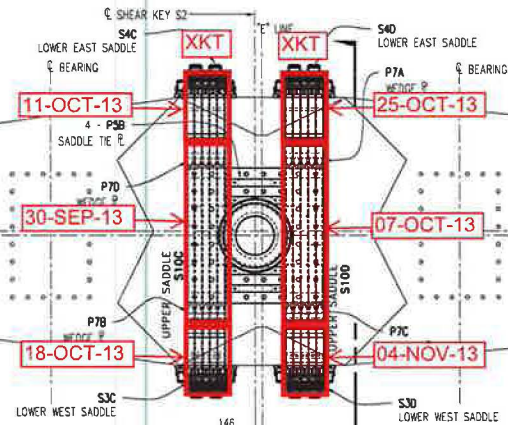 ℄ SHEAR KEY S2
"E" LINE
S4C
LOWER EAST SADDLE
XKT
XKT
S4D
LOWER EAST SADDLE
℄ BEARING
℄ BEARING
P7A
WEDGE ℄
11-OCT-13
25-OCT-13
4 - P5B
SADDLE TIE ℄
P7D
WEDGE ℄
30-SEP-13
07-OCT-13
UPPER SADDLE
S10C
UPPER SADDLE
S10D
P7B
WEDGE ℄
P7C
18-OCT-13
04-NOV-13
S3C
LOWER WEST SADDLE
S3D
LOWER WEST SADDLE
146